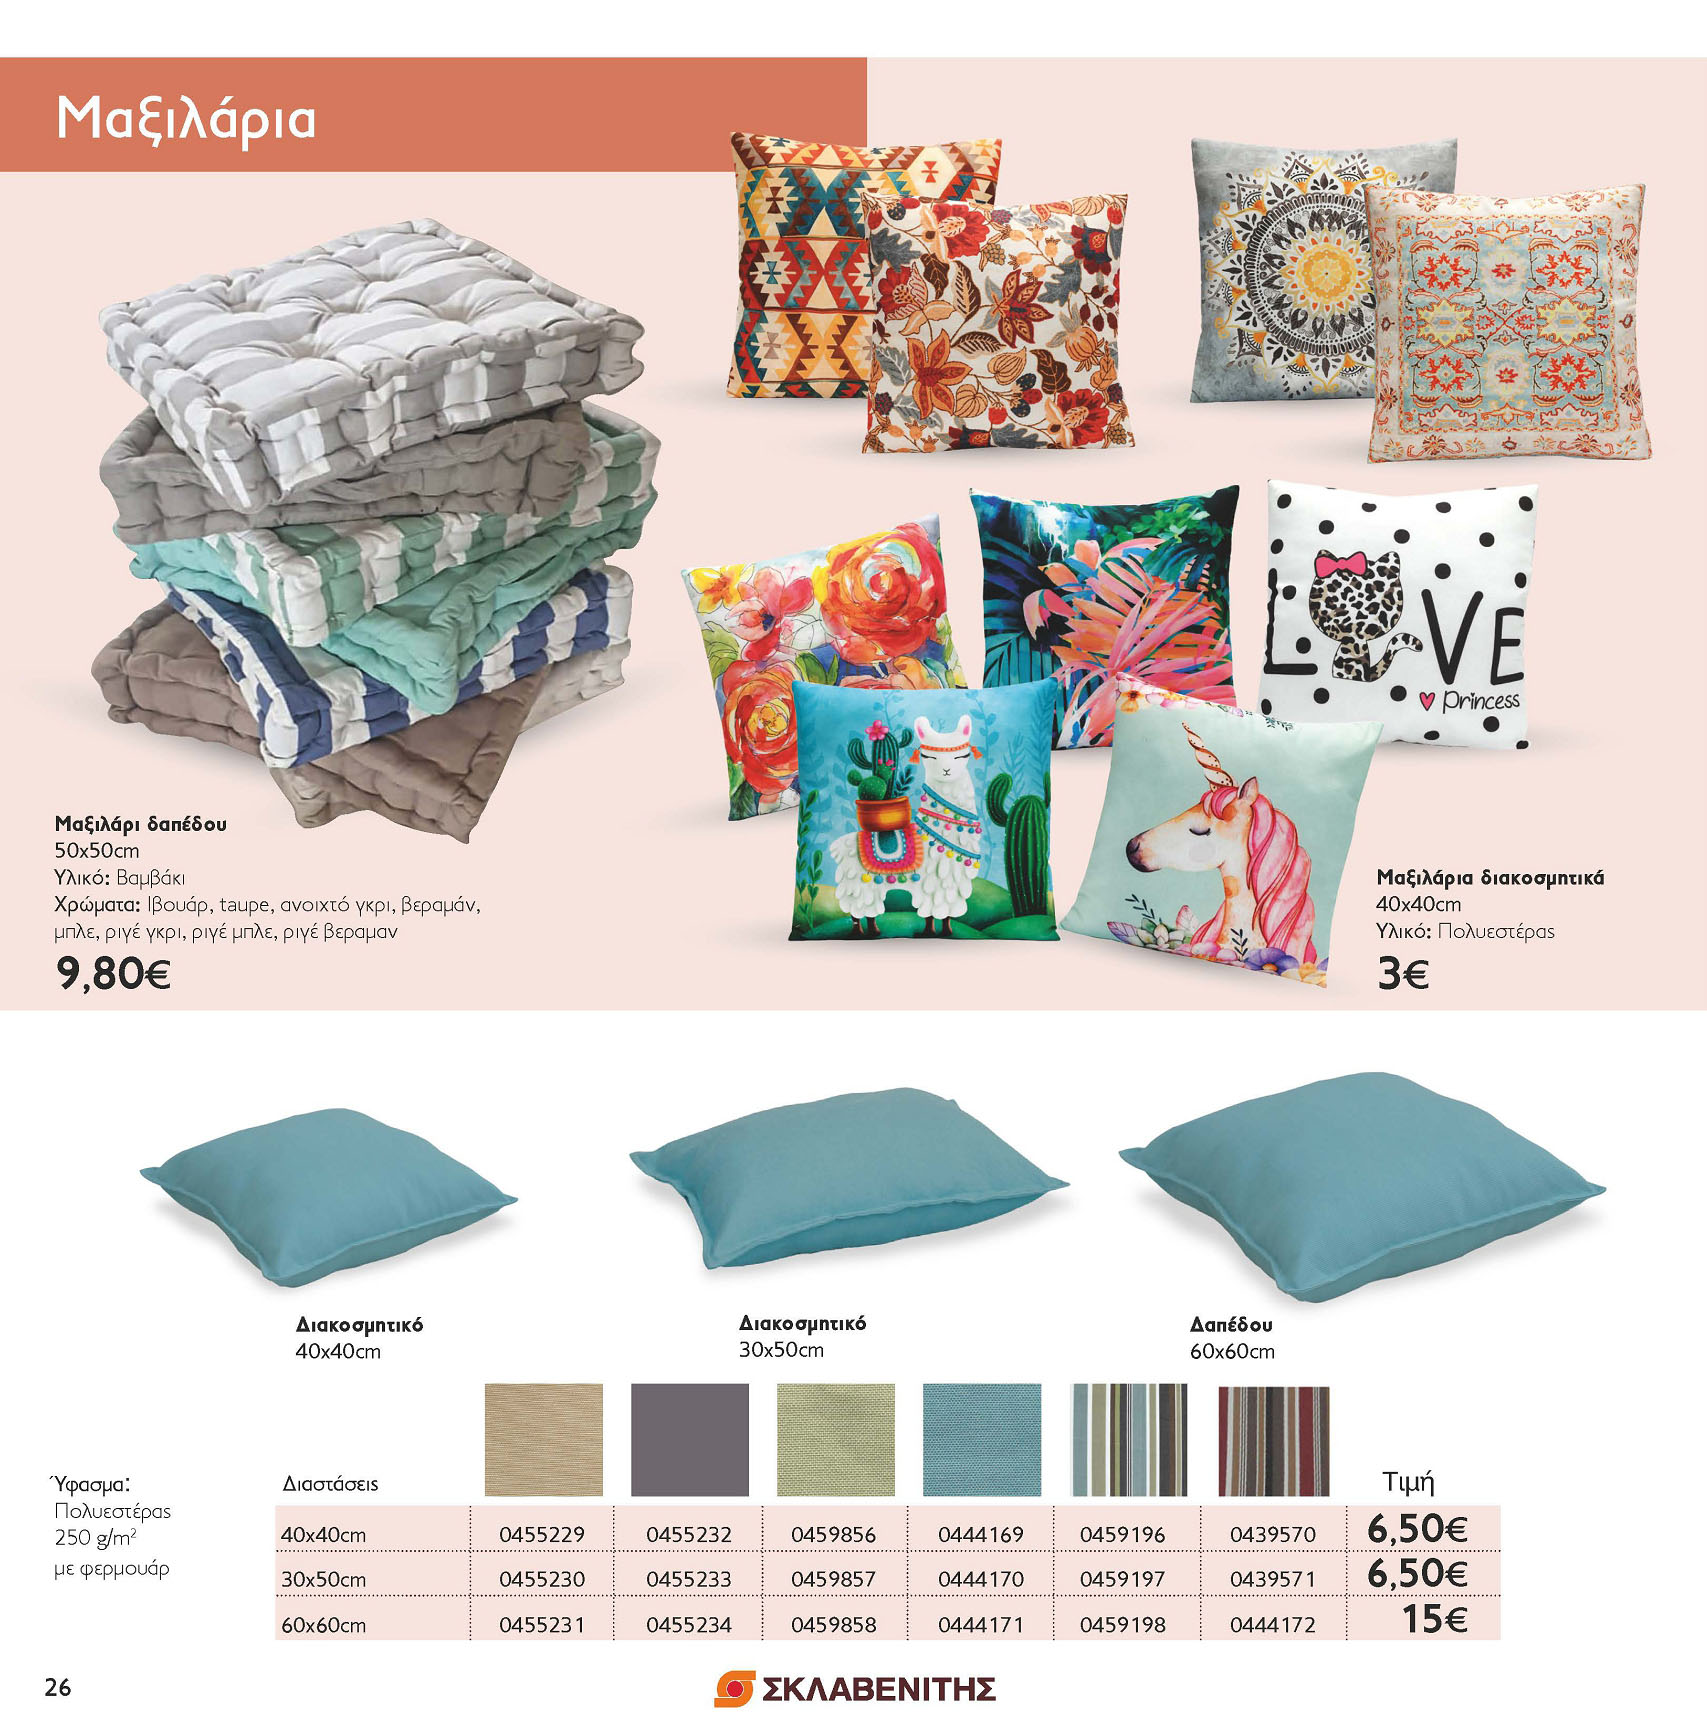 Μαξιλάρια
LOVE
Princess
Μαξιλάρι δαπέδου
50x50cm
Υλικό: Βαμβάκι
Χρώματα: Ιβουάρ, taupe, ανοιχτό γκρι, βεραμάν,
μπλε, ριγέ γκρι, ριγέ μπλε, ριγέ βεραμαν
9,80€
Μαξιλάρια διακοσμητικά
40x40cm
Υλικό: Πολυεστέρας
3€
Διακοσμητικό
40x40cm
Διακοσμητικό
30x50cm
Δαπέδου
60x60cm
Ύφασμα:
Πολυεστέρας
250 g/m²
με φερμουάρ
Διαστάσεις Τιμή
40x40cm 0455229 0455232 0459856 0444169 0459196 0439570 6,50€
30x50cm 0455230 0455233 0459857 0444170 0459197 0439571 6,50€
60x60cm 0455231 0455234 0459858 0444171 0459198 0444172 15€
26
ΣΚΛΑΒΕΝΙΤΗΣ